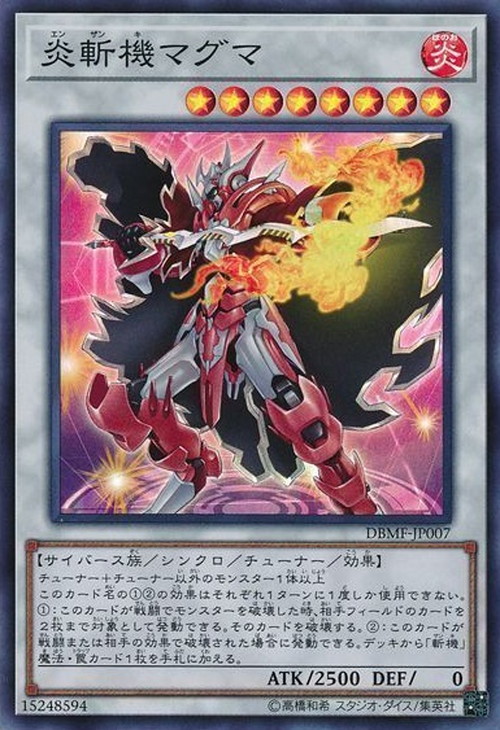 炎斬機マグマ
炎
DBMF-JP007
【サイバース族/シンクロ/チューナー/効果】
チューナー+チューナー以外のモンスター1体以上
このカード名の①②の効果はそれぞれ1ターンに1度しか使用できない。
①:このカードが戦闘でモンスターを破壊した時、相手フィールドのカードを
2枚まで対象として発動できる。そのカードを破壊する。②:このカードが
戦闘または相手の効果で破壊された場合に発動できる。デッキから「斬機」
魔法・罠カード1枚を手札に加える。
ATK/2500 DEF/ 0
15248594
©高橋和希 スタジオ・ダイス/集英社